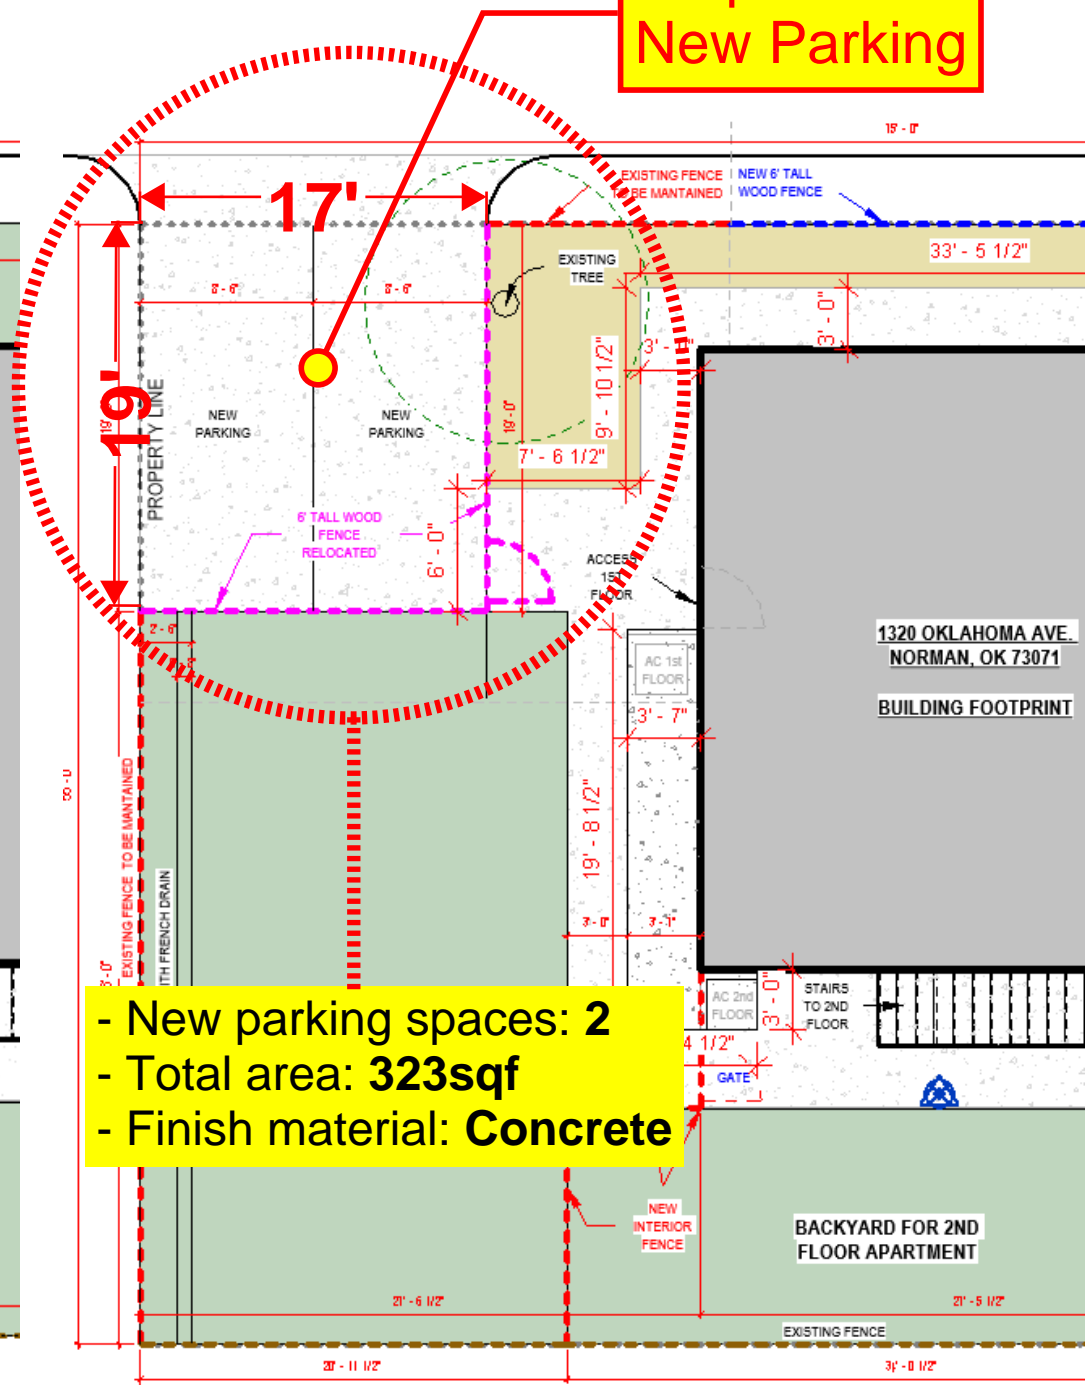 New Parking
15' - 0"
EXISTING FENCE
TO BE MANTAINED
NEW 6' TALL
WOOD FENCE
17'
33' - 5 1/2"
EXISTING
TREE
8' - 6"
8' - 6"
3' - 0"
3' - 0"
9' - 10 1/2"
19'
PROPERTY LINE
NEW
PARKING
NEW
PARKING
19' - 0"
7' - 6 1/2"
6' TALL WOOD
FENCE
RELOCATED
6' - 0"
ACCESS
1ST
FLOOR
2' - 6"
1320 OKLAHOMA AVE.
NORMAN, OK 73071
BUILDING FOOTPRINT
AC 1st
FLOOR
3' - 7"
EXISTING FENCE TO BE MANTAINED
19' - 8 1/2"
ITH FRENCH DRAIN
3' - 0"
AC 2nd
FLOOR
3' - 0"
STAIRS
TO 2ND
FLOOR
- New parking spaces: 2
- Total area: 323sqf
- Finish material: Concrete
4 1/2"
GATE
NEW
INTERIOR
FENCE
BACKYARD FOR 2ND
FLOOR APARTMENT
21' - 6 1/2"
21' - 5 1/2"
EXISTING FENCE
20' - 11 1/2"